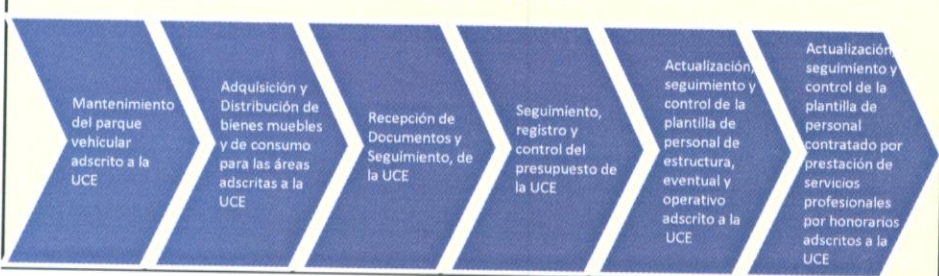 Mantenimiento
del parque
vehicular
adscrito a la
UCE
Adquisición y
Distribución de
bienes muebles
y de consumo
para las áreas
adscritas a la
UCE
Recepción de
Documentos y
Seguimiento, de
la UCE
Seguimiento,
registro y
control del
presupuesto de
la UCE
Actualización,
seguimiento y
control de la
plantilla de
personal de
estructura,
eventual y
operativo
adscrito a la
UCE
Actualización,
seguimiento y
control de la
plantilla de
personal
contratado por
prestación de
servicios
profesionales
por honorarios
adscritos a la
UCE